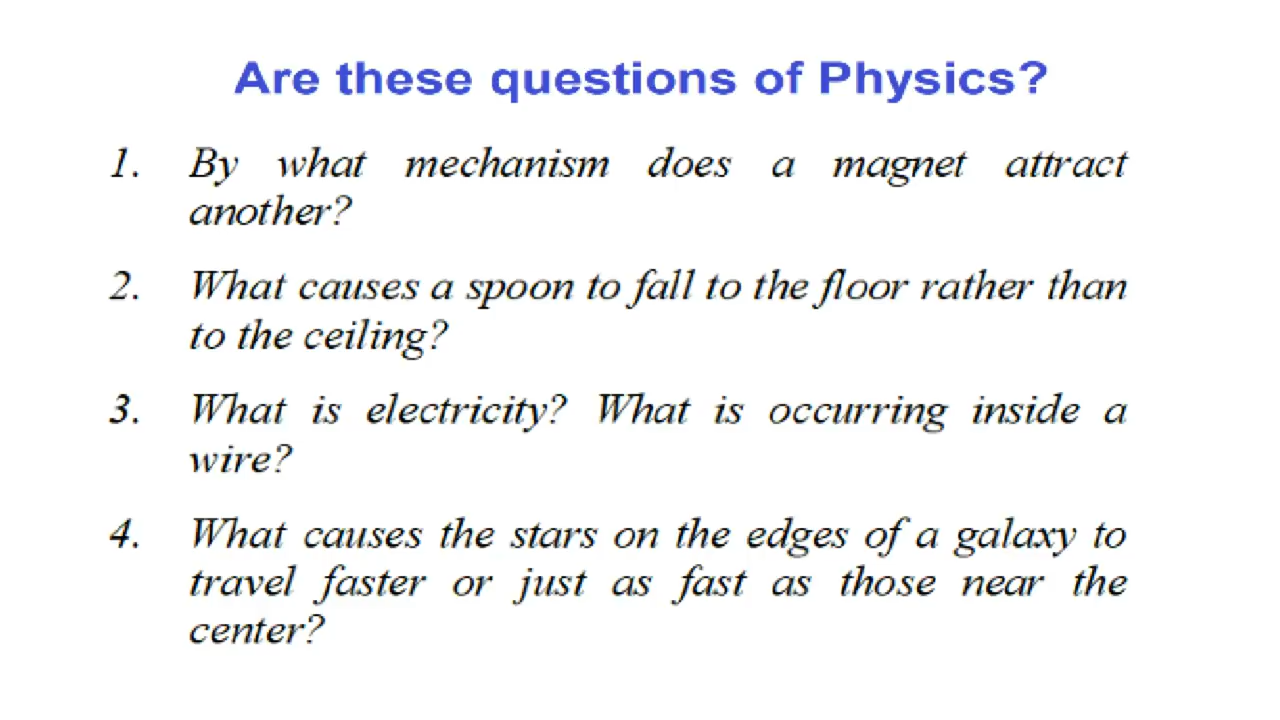 Are these questions of Physics?
1. By what mechanism does a magnet attract
another?
2. What causes a spoon to fall to the floor rather than
to the ceiling?
3. What is electricity? What is occurring inside a
wire?
4. What causes the stars on the edges of a galaxy to
travel faster or just as fast as those near the
center?